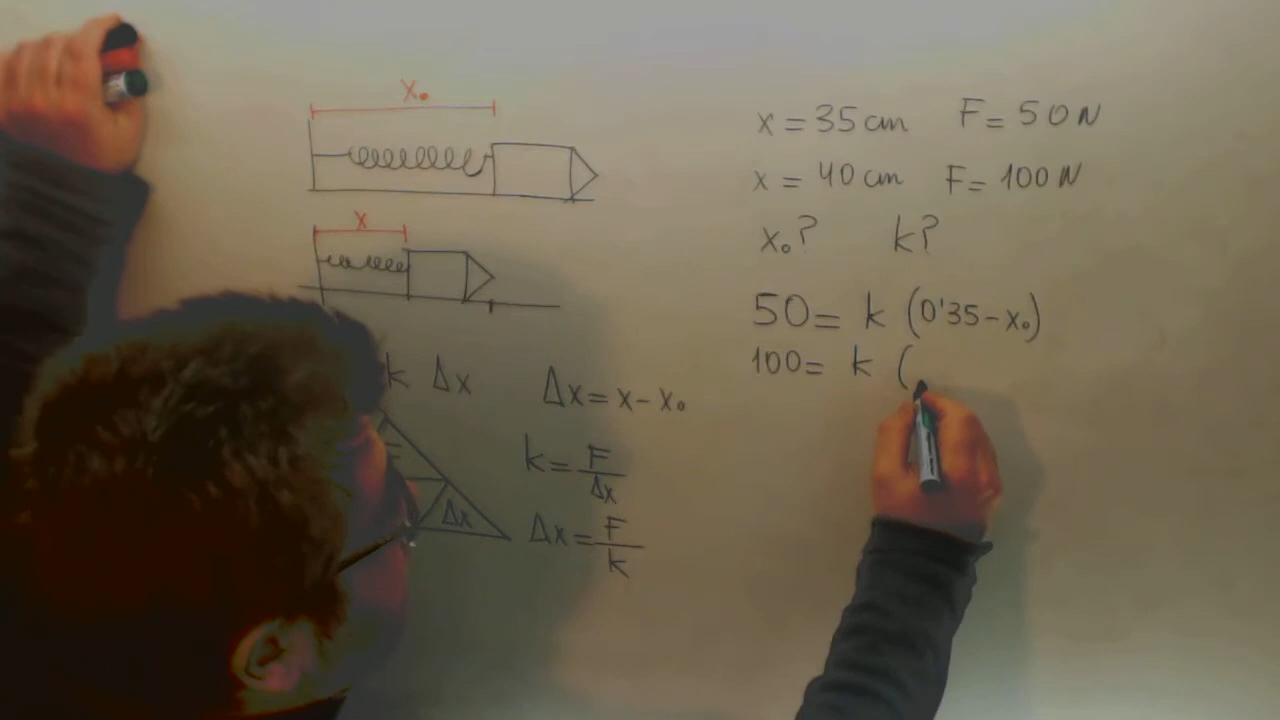 x₀
x = 35 cm F = 50 N
x = 40 cm F = 100 N
x
x₀? k?
50 = k (0'35 - x₀)
100 = k (
k Δx Δx = x - x₀
k = F/Δx
Δx
Δx = F/k